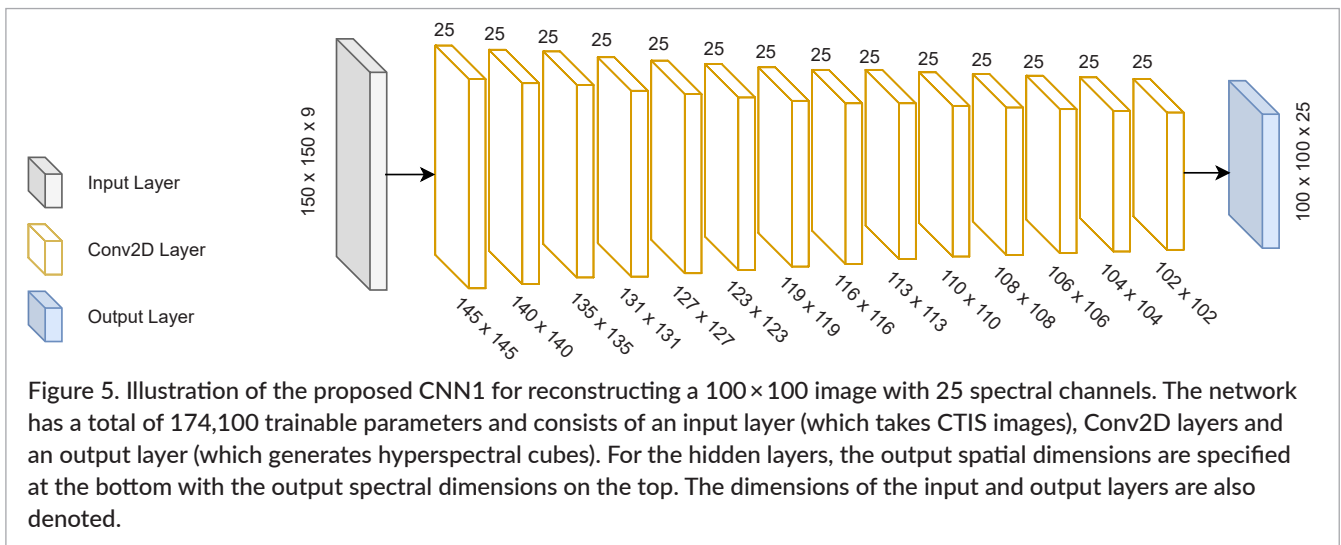 25 25 25 25 25 25 25 25 25 25 25 25 25 25
150 x 150 x 9
Input Layer
Conv2D Layer
Output Layer
145 x 145
140 x 140
135 x 135
131 x 131
127 x 127
123 x 123
119 x 119
116 x 116
113 x 113
110 x 110
108 x 108
106 x 106
104 x 104
102 x 102
100 x 100 x 25
Figure 5. Illustration of the proposed CNN1 for reconstructing a 100 × 100 image with 25 spectral channels. The network
has a total of 174,100 trainable parameters and consists of an input layer (which takes CTIS images), Conv2D layers and
an output layer (which generates hyperspectral cubes). For the hidden layers, the output spatial dimensions are specified
at the bottom with the output spectral dimensions on the top. The dimensions of the input and output layers are also
denoted.